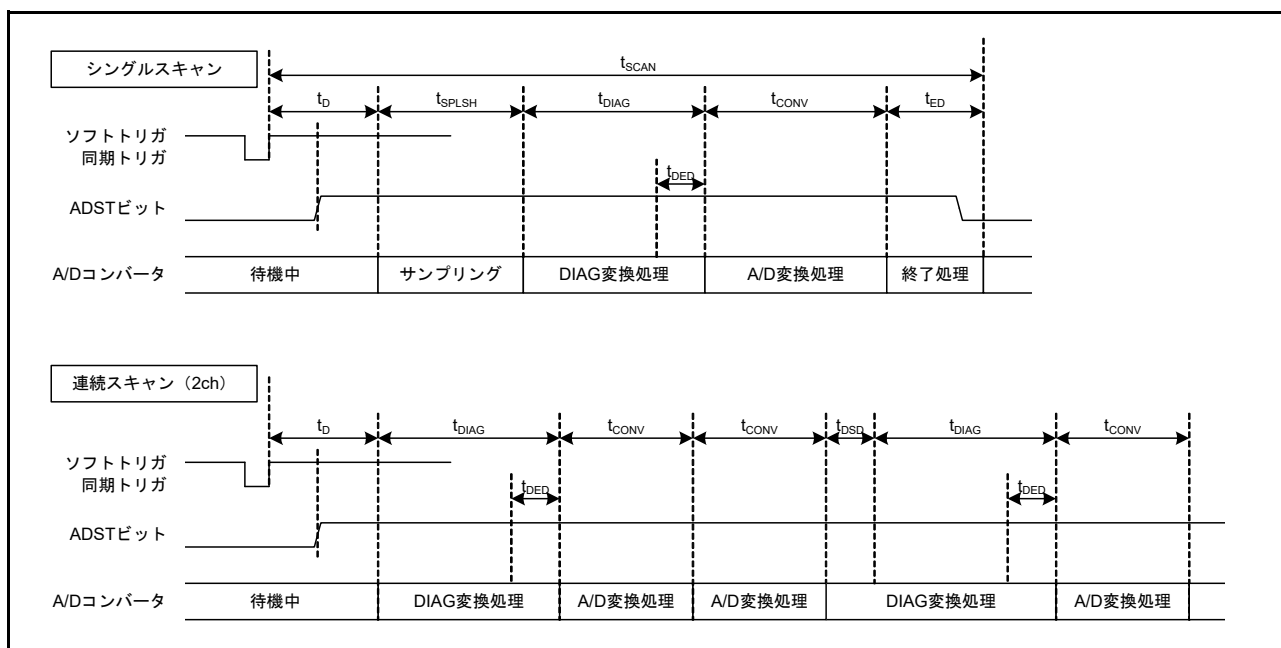 シングルスキャン
tSCAN
tD tSPLSH tDIAG tCONV tED
ソフトトリガ
同期トリガ
tDED
ADSTビット
A/Dコンバータ 待機中 サンプリング DIAG変換処理 A/D変換処理 終了処理
連続スキャン（2ch）
tD tDIAG tCONV tCONV tDSD tDIAG tCONV
ソフトトリガ
同期トリガ
tDED tDED
ADSTビット
A/Dコンバータ 待機中 DIAG変換処理 A/D変換処理 A/D変換処理 DIAG変換処理 A/D変換処理